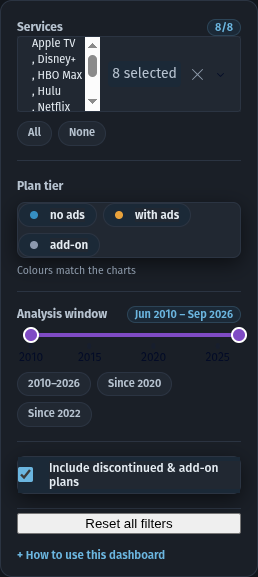 Services
8/8
Apple TV
, Disney+
, HBO Max
, Hulu
, Netflix
8 selected
All
None
Plan tier
no ads
with ads
add-on
Colours match the charts
Analysis window
Jun 2010 – Sep 2026
2010
2015
2020
2025
2010–2026
Since 2020
Since 2022
Include discontinued & add-on
plans
Reset all filters
+ How to use this dashboard